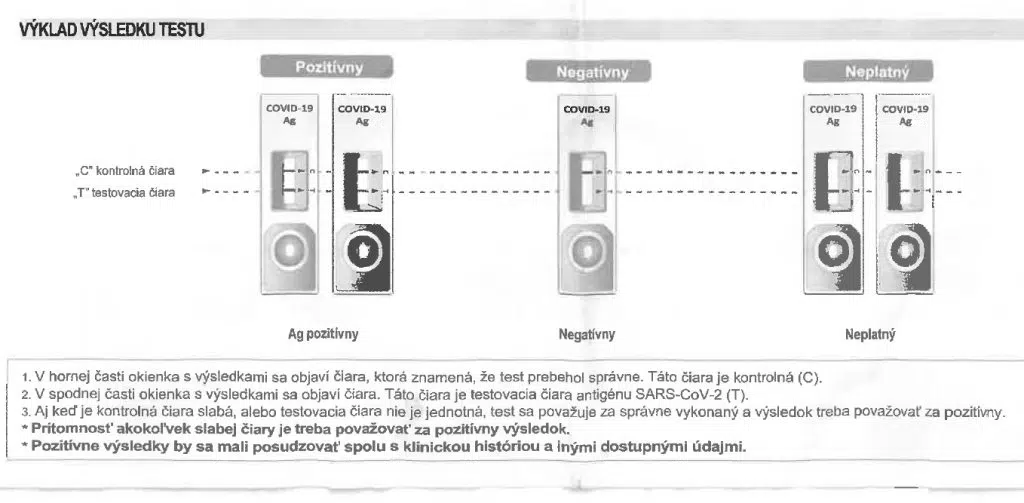 VÝKLAD VÝSLEDKU TESTU
Pozitívny
Negatívny
Neplatný
COVID-19
Ag
COVID-19
Ag
COVID-19
Ag
COVID-19
Ag
COVID-19
Ag
„C" kontrolná čiara
„T" testovacia čiara
Ag pozitívny
Negatívny
Neplatný
1. V hornej časti okienka s výsledkami sa objaví čiara, ktorá znamená, že test prebehol správne. Táto čiara je kontrolná (C).
2. V spodnej časti okienka s výsledkami sa objaví čiara. Táto čiara je testovacia čiara antigénu SARS-CoV-2 (T).
3. Aj keď je kontrolná čiara slabá, alebo testovacia čiara nie je jednotná, test sa považuje za správne vykonaný a výsledok treba považovať za pozitívny.
* Prítomnosť akokoľvek slabej čiary je treba považovať za pozitívny výsledok.
* Pozitívne výsledky by sa mali posudzovať spolu s klinickou históriou a inými dostupnými údajmi.